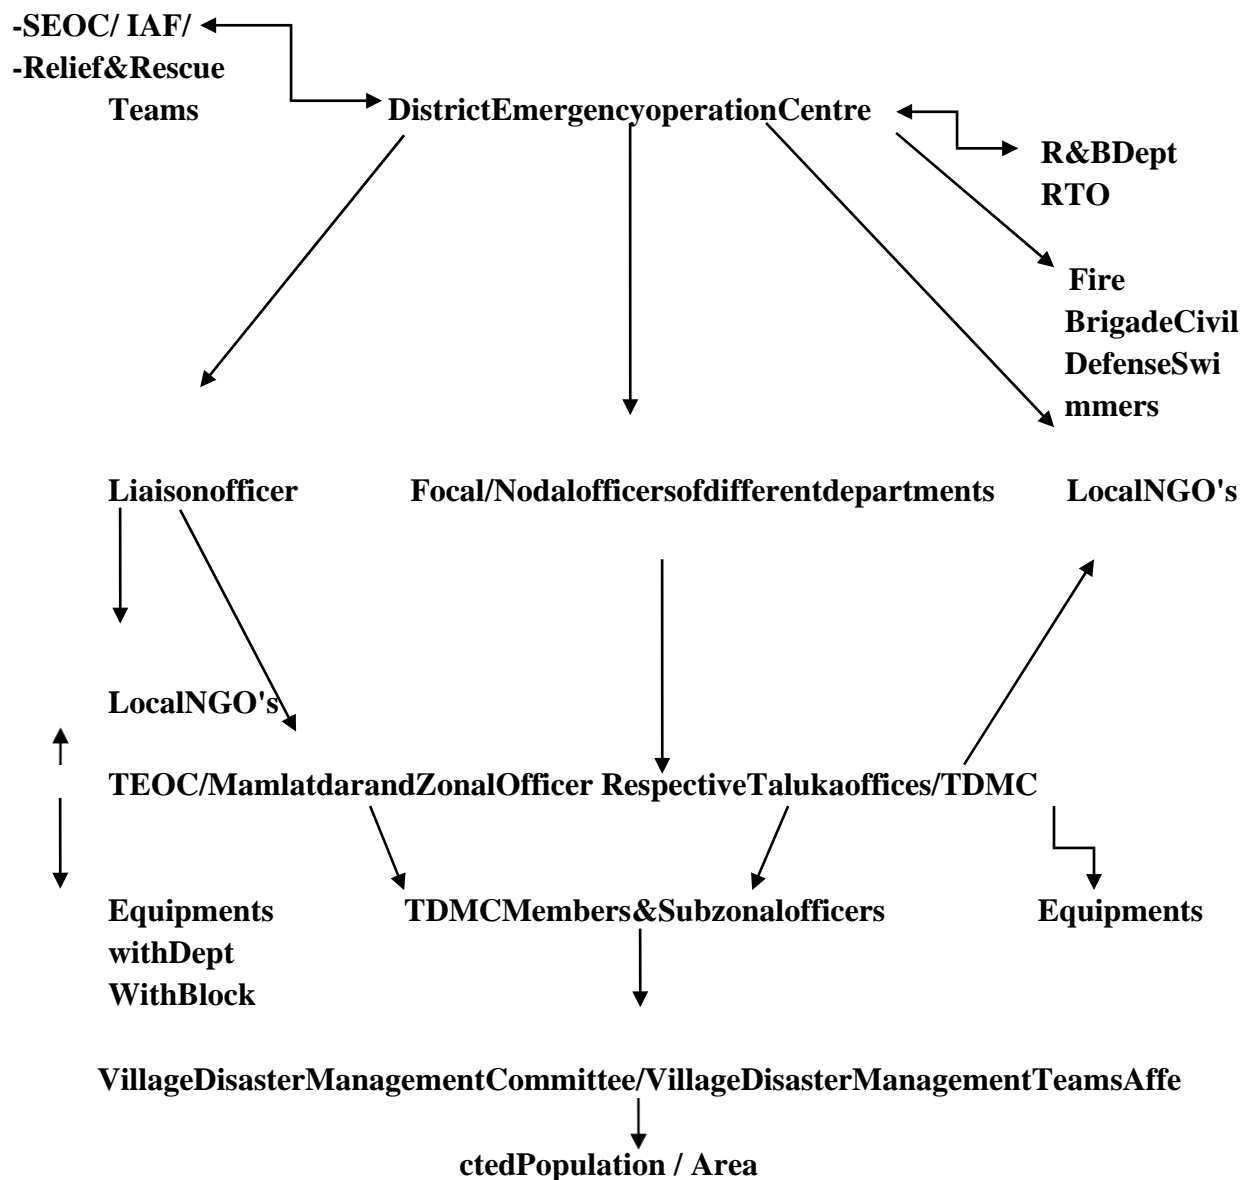 -SEOC/ IAF/
-Relief&Rescue
Teams
DistrictEmergencyoperationCentre
R&BDept
RTO
Fire
BrigadeCivil
DefenseSwi
mmers
Liaisonofficer
Focal/Nodalofficersofdifferentdepartments
LocalNGO's
LocalNGO's
TEOC/MamlatdarandZonalOfficer RespectiveTalukaoffices/TDMC
Equipments
withDept
WithBlock
TDMCMembers&Subzonalofficers
Equipments
VillageDisasterManagementCommittee/VillageDisasterManagementTeamsAffe
ctedPopulation / Area